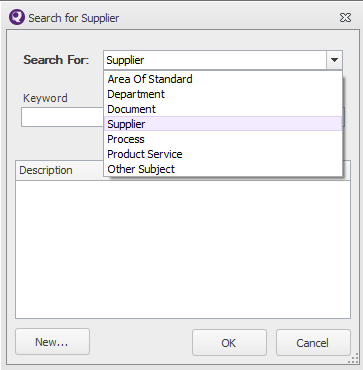 Search for Supplier
Search For: Supplier
Area Of Standard
Department
Keyword
Document
Supplier
Process
Product Service
Description
Other Subject
New...
OK
Cancel